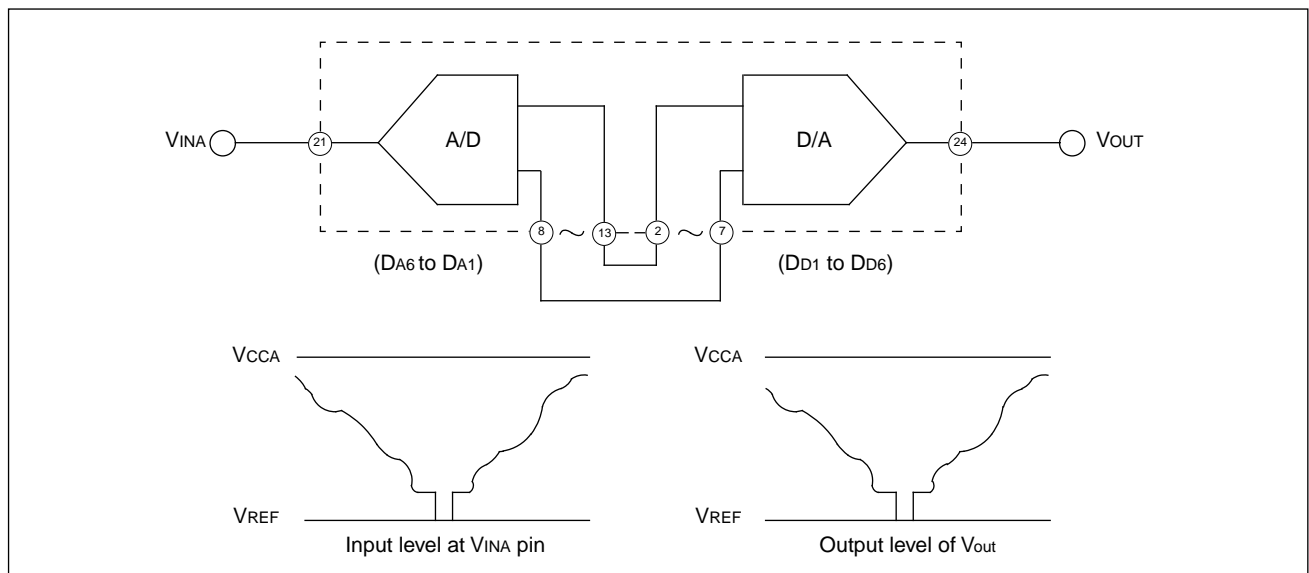 VINA
21
A/D
D/A
24
VOUT
8 ~ 13 2 ~ 7
(DA6 to DA1)
(DD1 to DD6)
VCCA
VREF
Input level at VINA pin
VCCA
VREF
Output level of Vout